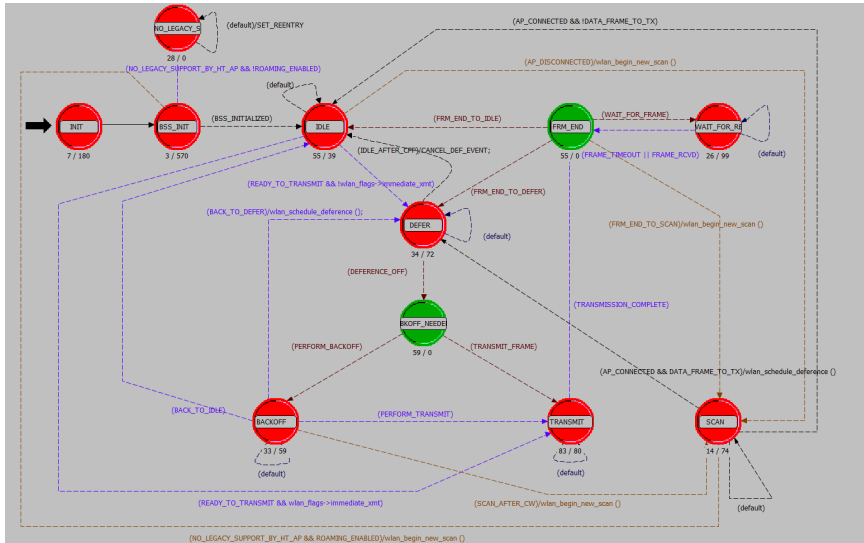 (default)/SET_REENTRY
NO_LEGACY_S
28 / 0
(AP_CONNECTED && !DATA_FRAME_TO_TX)
(NO_LEGACY_SUPPORT_BY_HT_AP && !ROAMING_ENABLED)
(AP_DISCONNECTED)/wlan_begin_new_scan ()
(default)
INIT
7 / 180
BSS_INIT
3 / 570
(BSS_INITIALIZED)
IDLE
55 / 39
(FRM_END_TO_IDLE)
FRM_END
55 / 0
(WAIT_FOR_FRAME)
WAIT_FOR_RE
26 / 99
(default)
(IDLE_AFTER_CFP)/CANCEL_DEF_EVENT;
(FRAME_TIMEOUT || FRAME_RCVD)
(READY_TO_TRANSMIT && !wlan_flags->immediate_xmt)
(FRM_END_TO_DEFER)
(BACK_TO_DEFER)/wlan_schedule_deference ();
DEFER
34 / 72
(default)
(FRM_END_TO_SCAN)/wlan_begin_new_scan ()
(DEFERENCE_OFF)
(TRANSMISSION_COMPLETE)
BKOFF_NEEDE
59 / 0
(PERFORM_BACKOFF)
(TRANSMIT_FRAME)
(AP_CONNECTED && DATA_FRAME_TO_TX)/wlan_schedule_deference ()
(BACK_TO_IDLE)
BACKOFF
33 / 59
(default)
(PERFORM_TRANSMIT)
TRANSMIT
83 / 80
(default)
SCAN
14 / 74
(default)
(READY_TO_TRANSMIT && wlan_flags->immediate_xmt)
(SCAN_AFTER_CW)/wlan_begin_new_scan ()
(NO_LEGACY_SUPPORT_BY_HT_AP && ROAMING_ENABLED)/wlan_begin_new_scan ()